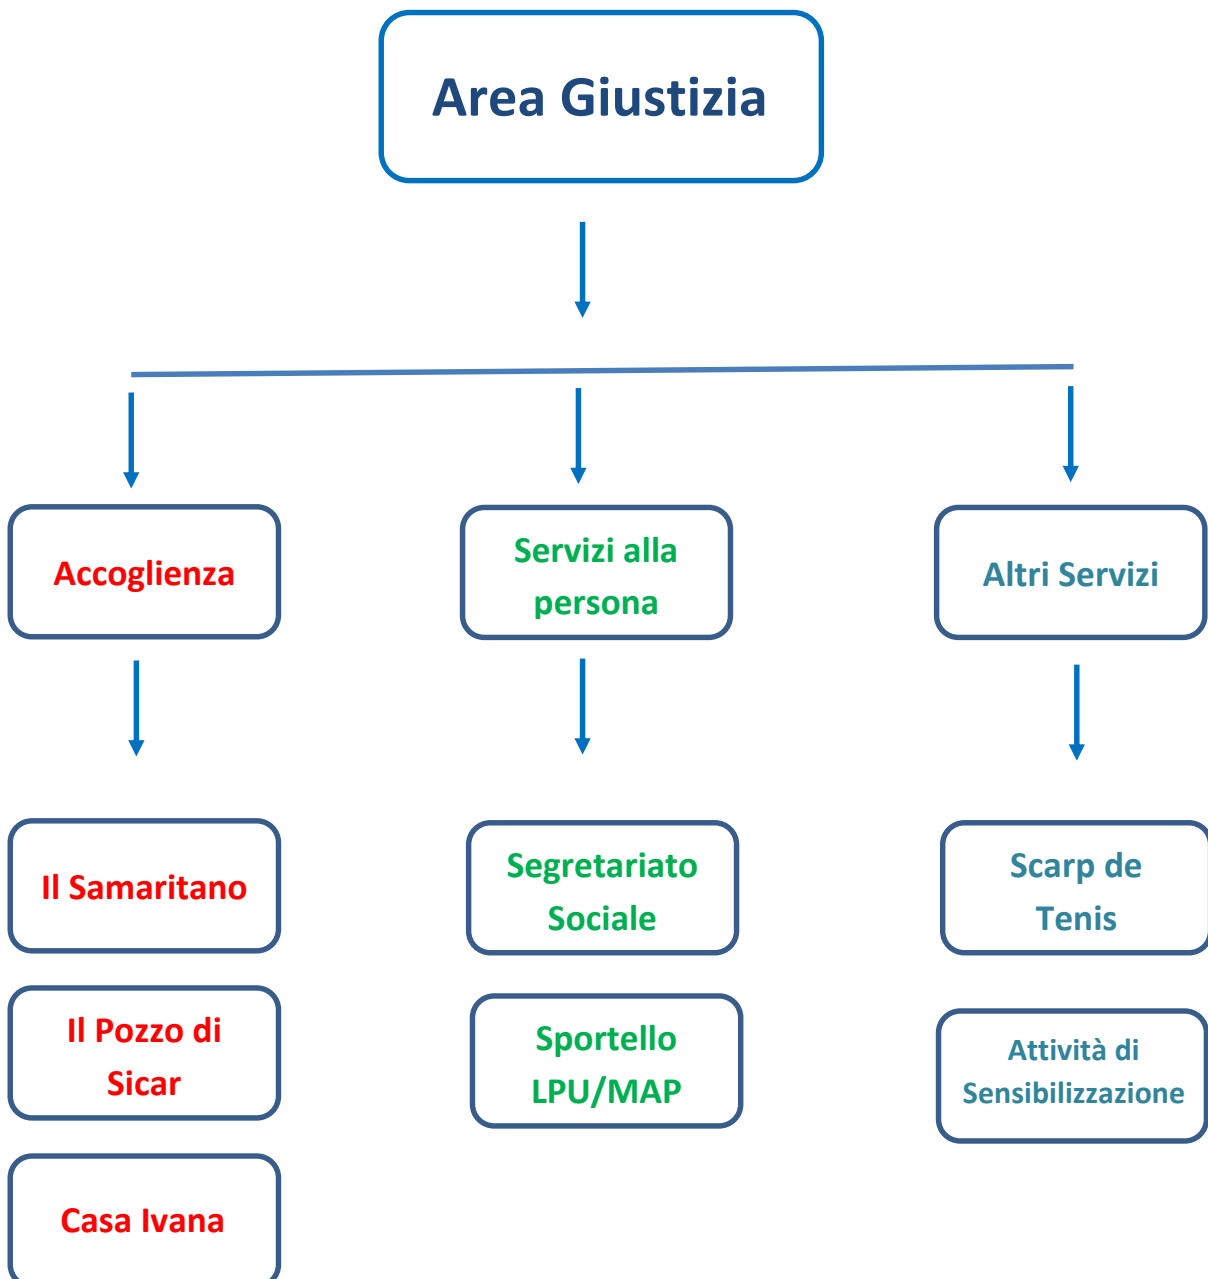 Area Giustizia
Accoglienza
Servizi alla
persona
Altri Servizi
Il Samaritano
Segretariato
Sociale
Scarp de
Tenis
Il Pozzo di
Sicar
Sportello
LPU/MAP
Attività di
Sensibilizzazione
Casa Ivana